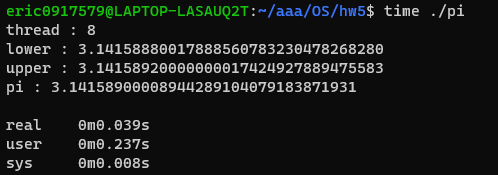 eric0917579@LAPTOP-LASAUQ2T:~/aaa/OS/hw5$ time ./pi
thread : 8
lower : 3.14158880017888560783230478268280
upper : 3.14158920000000017424927889475583
pi : 3.14158900008944289104079183871931
real 0m0.039s
user 0m0.237s
sys 0m0.008s